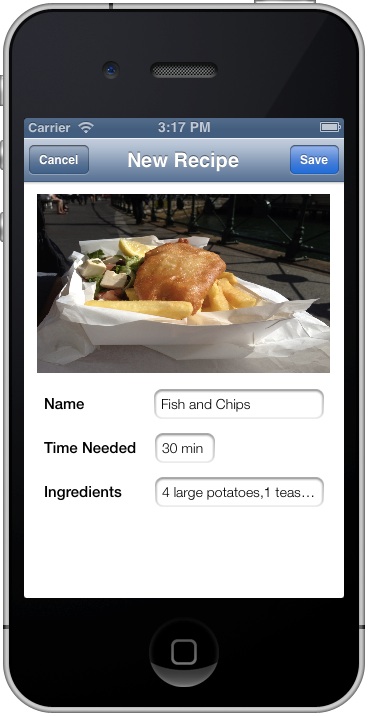 Carrier 3:17 PM
Cancel New Recipe Save
Name Fish and Chips
Time Needed 30 min
Ingredients 4 large potatoes,1 teas…